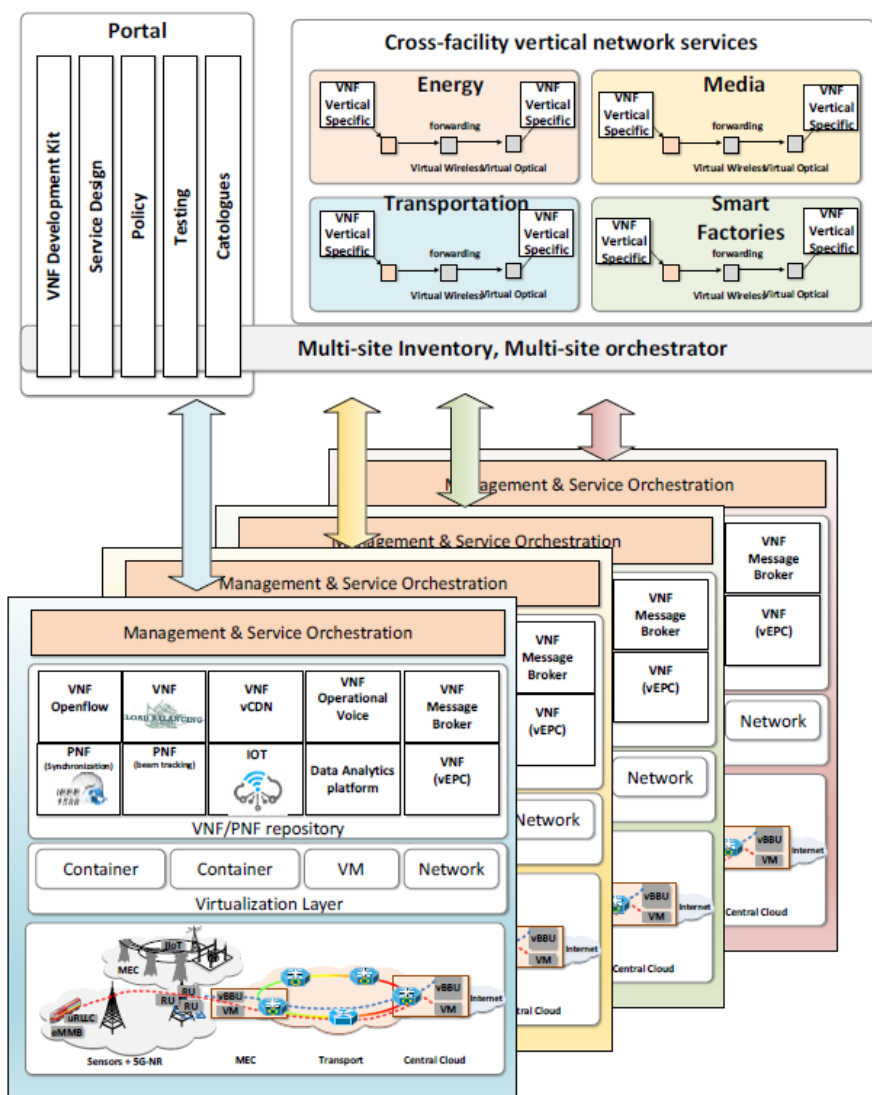 Portal
VNF Development Kit
Service Design
Policy
Testing
Catologues
Cross-facility vertical network services
Energy
VNF
Vertical
Specific
forwarding
VNF
Vertical
Specific
Virtual Wireless
Virtual Optical
Media
VNF
Vertical
Specific
forwarding
VNF
Vertical
Specific
Virtual Wireless
Virtual Optical
Transportation
VNF
Vertical
Specific
forwarding
VNF
Vertical
Specific
Virtual Wireless
Virtual Optical
Smart
Factories
VNF
Vertical
Specific
forwarding
VNF
Vertical
Specific
Virtual Wireless
Virtual Optical
Multi-site Inventory, Multi-site orchestrator
Management & Service Orchestration
VNF
Message
Broker
VNF
(vEPC)
Network
vBBU
VM
Internet
Central Cloud
Management & Service Orchestration
VNF
Message
Broker
VNF
(vEPC)
Network
vBBU
VM
Internet
Central Cloud
Management & Service Orchestration
VNF
Message
Broker
VNF
(vEPC)
Network
vBBU
VM
Internet
Central Cloud
Management & Service Orchestration
VNF
Openflow
VNF
LOAD BALANCING
VNF
vCDN
VNF
Operational
Voice
VNF
Message
Broker
PNF
(Synchronization)
IEEE
1588
PNF
(beam tracking)
IOT
Data Analytics
platform
VNF
(vEPC)
VNF/PNF repository
Container
Container
VM
Network
Virtualization Layer
IIoT
MEC
RU
RU
RU
uRLLC
eMMB
vBBU
VM
vBBU
VM
Internet
Sensors + 5G-NR
MEC
Transport
Central Cloud